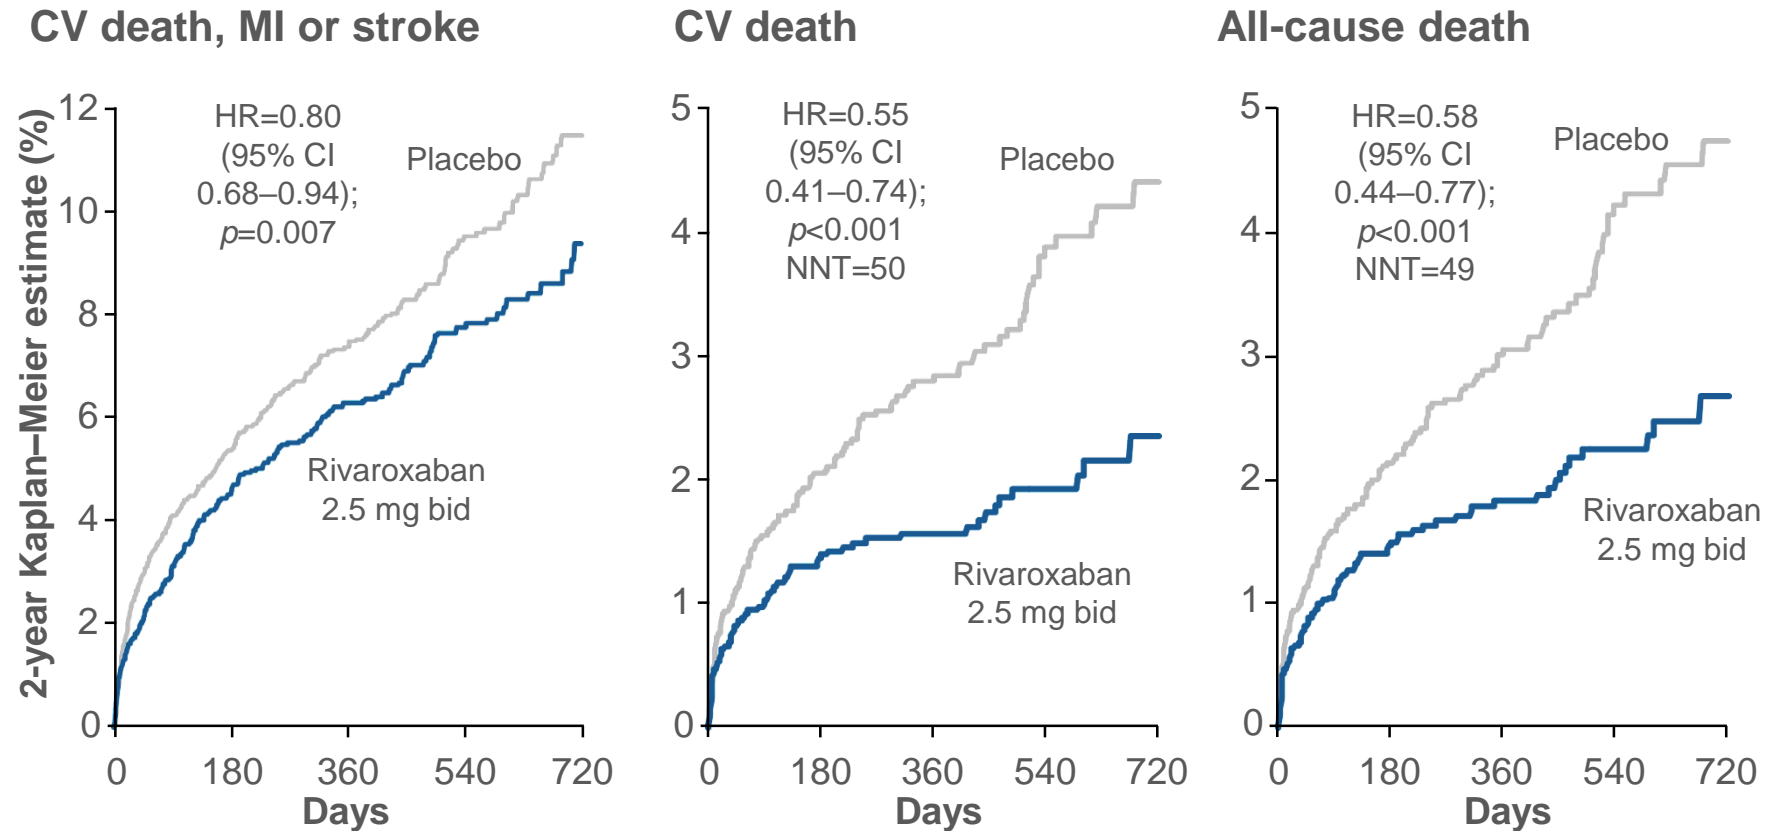 CV death, MI or stroke
2-year Kaplan–Meier estimate (%)
12
10
8
6
4
2
0
HR=0.80
(95% CI
0.68–0.94);
p=0.007
Placebo
Rivaroxaban
2.5 mg bid
0 180 360 540 720
Days
CV death
5
4
3
2
1
0
HR=0.55
(95% CI
0.41–0.74);
p<0.001
NNT=50
Placebo
Rivaroxaban
2.5 mg bid
0 180 360 540 720
Days
All-cause death
5
4
3
2
1
0
HR=0.58
(95% CI
0.44–0.77);
p<0.001
NNT=49
Placebo
Rivaroxaban
2.5 mg bid
0 180 360 540 720
Days